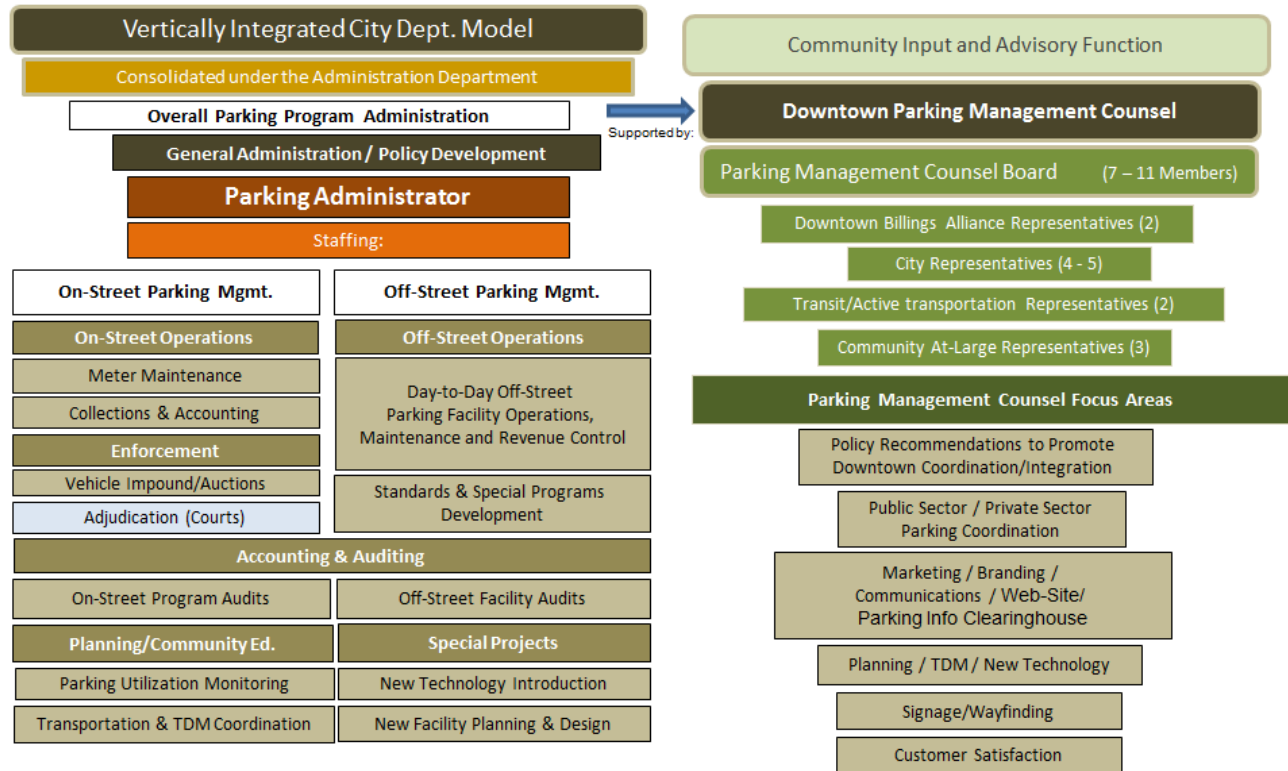 Vertically Integrated City Dept. Model
Consolidated under the Administration Department
Overall Parking Program Administration
General Administration / Policy Development
Parking Administrator
Staffing:
On-Street Parking Mgmt.
Off-Street Parking Mgmt.
On-Street Operations
Off-Street Operations
Meter Maintenance
Collections & Accounting
Day-to-Day Off-Street
Parking Facility Operations,
Maintenance and Revenue Control
Enforcement
Vehicle Impound/Auctions
Adjudication (Courts)
Standards & Special Programs
Development
Accounting & Auditing
On-Street Program Audits
Off-Street Facility Audits
Planning/Community Ed.
Special Projects
Parking Utilization Monitoring
New Technology Introduction
Transportation & TDM Coordination
New Facility Planning & Design
Supported by:
Community Input and Advisory Function
Downtown Parking Management Counsel
Parking Management Counsel Board (7 – 11 Members)
Downtown Billings Alliance Representatives (2)
City Representatives (4 - 5)
Transit/Active transportation Representatives (2)
Community At-Large Representatives (3)
Parking Management Counsel Focus Areas
Policy Recommendations to Promote
Downtown Coordination/Integration
Public Sector / Private Sector
Parking Coordination
Marketing / Branding /
Communications / Web-Site/
Parking Info Clearinghouse
Planning / TDM / New Technology
Signage/Wayfinding
Customer Satisfaction